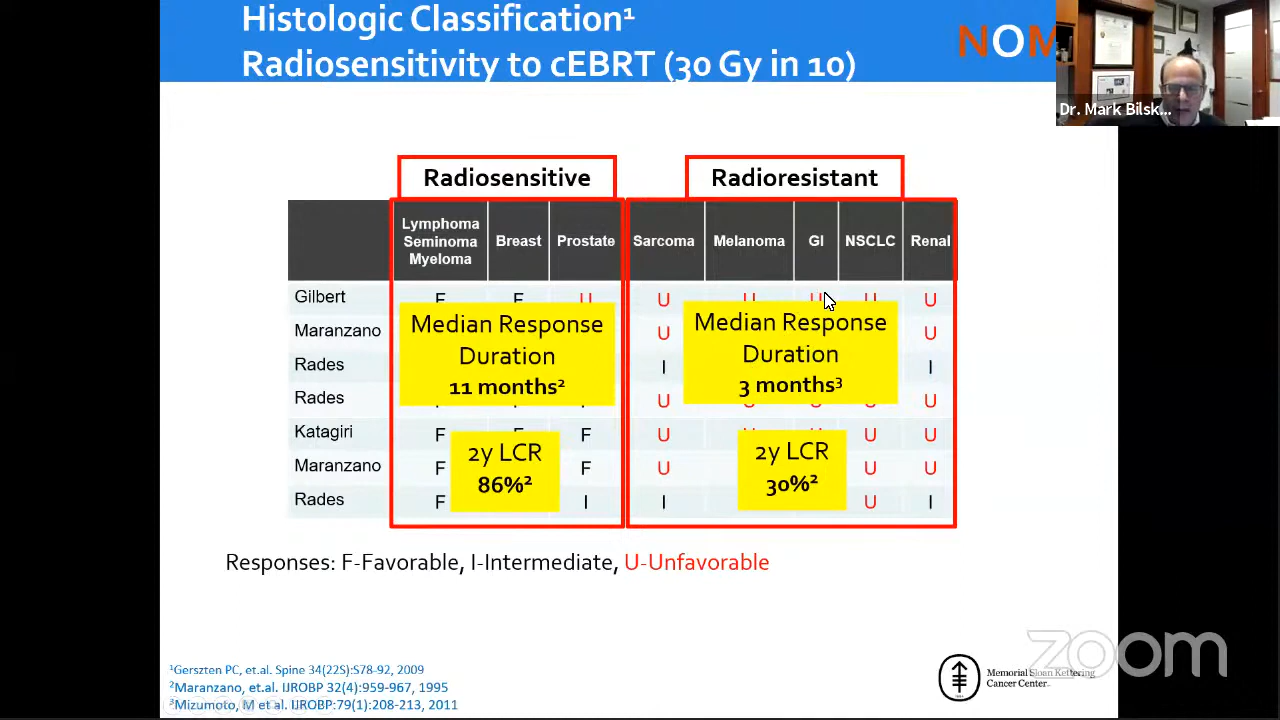 Histologic Classification¹
Radiosensitivity to cEBRT (30 Gy in 10)
NOM
Dr. Mark Bilsk...
Radiosensitive Radioresistant
Lymphoma Seminoma Myeloma Breast Prostate Sarcoma Melanoma GI NSCLC Renal
Gilbert F F U U U U U U
Maranzano U U
Rades I I
Rades U U
Katagiri F F F U U U U U
Maranzano F F U U U
Rades F I I U I
Median Response
Duration
11 months²
Median Response
Duration
3 months³
2y LCR
86%²
2y LCR
30%²
Responses: F-Favorable, I-Intermediate, U-Unfavorable
¹Gerszten PC, et.al. Spine 34(22S):S78-92, 2009
²Maranzano, et.al. IJROBP 32(4):959-967, 1995
³Mizumoto, M et al. IJROBP:79(1):208-213, 2011
Memorial Sloan Kettering
Cancer Center
zoom